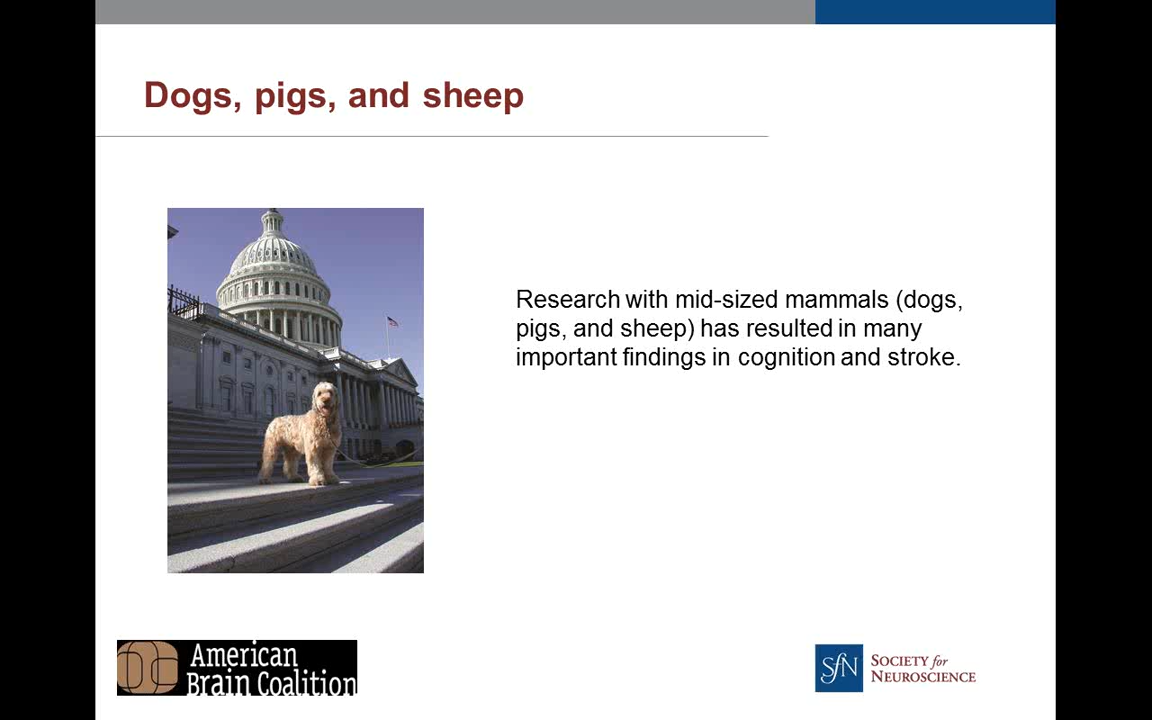 Dogs, pigs, and sheep
Research with mid-sized mammals (dogs,
pigs, and sheep) has resulted in many
important findings in cognition and stroke.
American
Brain Coalition
SfN
SOCIETY for
NEUROSCIENCE